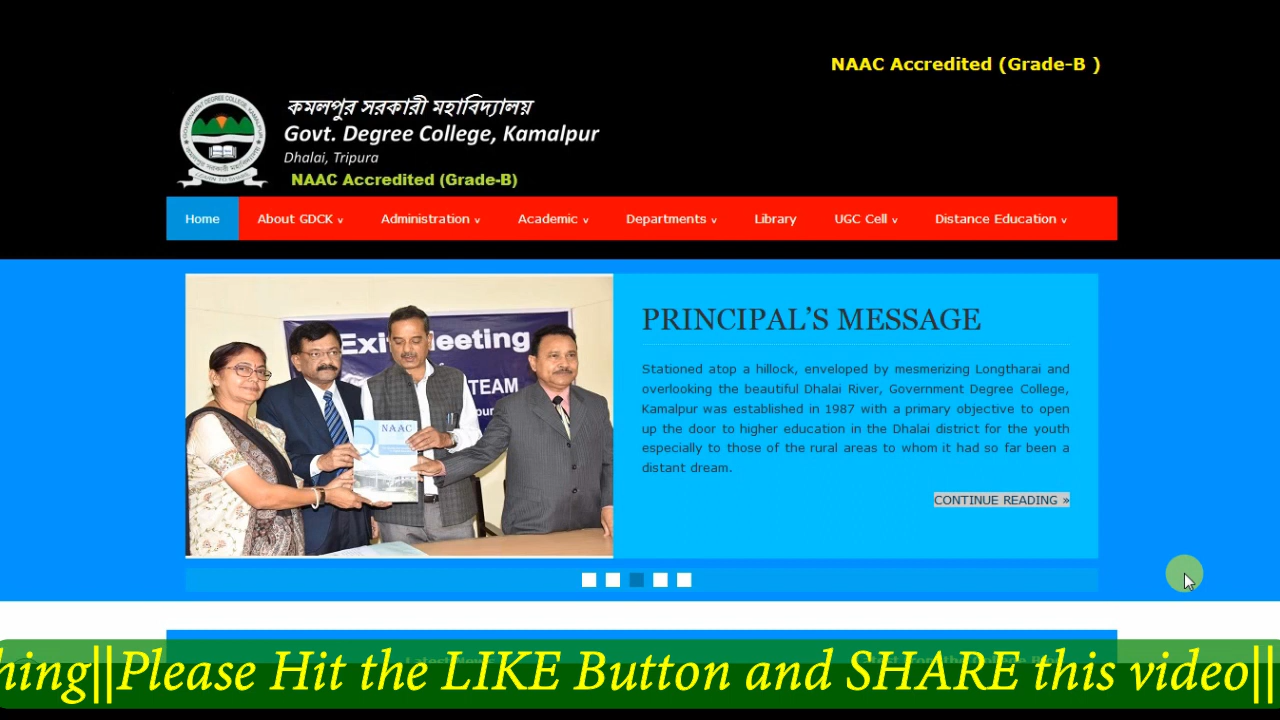 NAAC Accredited (Grade-B )
কমলপুর সরকারী মহাবিদ্যালয়
Govt. Degree College, Kamalpur
Dhalai, Tripura
NAAC Accredited (Grade-B)
Home About GDCK v Administration v Academic v Departments v Library UGC Cell v Distance Education v
Exit Meeting
TEAM
NAAC
PRINCIPAL’S MESSAGE
Stationed atop a hillock, enveloped by mesmerizing Longtharai and
overlooking the beautiful Dhalai River, Government Degree College,
Kamalpur was established in 1987 with a primary objective to open
up the door to higher education in the Dhalai district for the youth
especially to those of the rural areas to whom it had so far been a
distant dream.
CONTINUE READING »
hing||Please Hit the LIKE Button and SHARE this video||